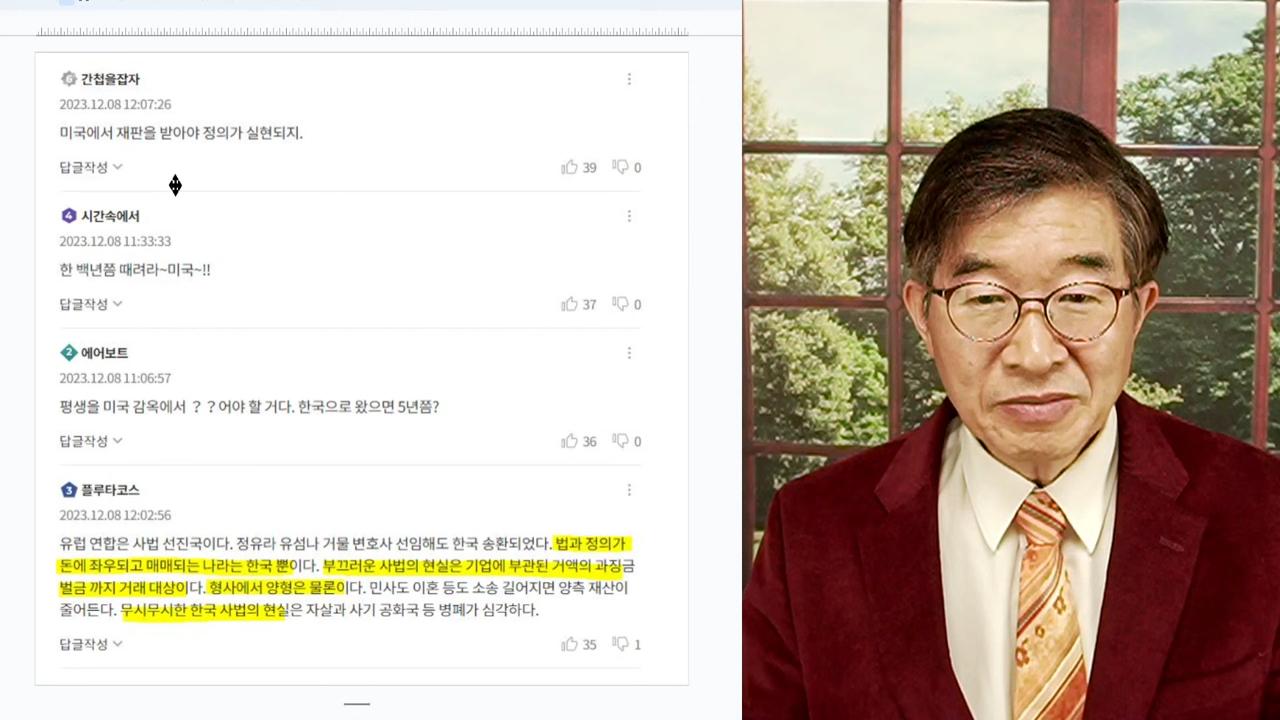 6 간첩을잡자
2023.12.08 12:07:26
미국에서 재판을 받아야 정의가 실현되지.
답글작성 39 0
4 시간속에서
2023.12.08 11:33:33
한 백년쯤 때려라~미국~!!
답글작성 37 0
2 에어보트
2023.12.08 11:06:57
평생을 미국 감옥에서 ? ? 어야 할 거다. 한국으로 왔으면 5년쯤?
답글작성 36 0
3 플루타코스
2023.12.08 12:02:56
유럽 연합은 사법 선진국이다. 정유라 유섬나 거물 변호사 선임해도 한국 송환되었다. 법과 정의가
돈에 좌우되고 매매되는 나라는 한국 뿐이다. 부끄러운 사법의 현실은 기업에 부관된 거액의 과징금
벌금 까지 거래 대상이다. 형사에서 양형은 물론이다. 민사도 이혼 등도 소송 길어지면 양측 재산이
줄어든다. 무시무시한 한국 사법의 현실은 자살과 사기 공화국 등 병폐가 심각하다.
답글작성 35 1